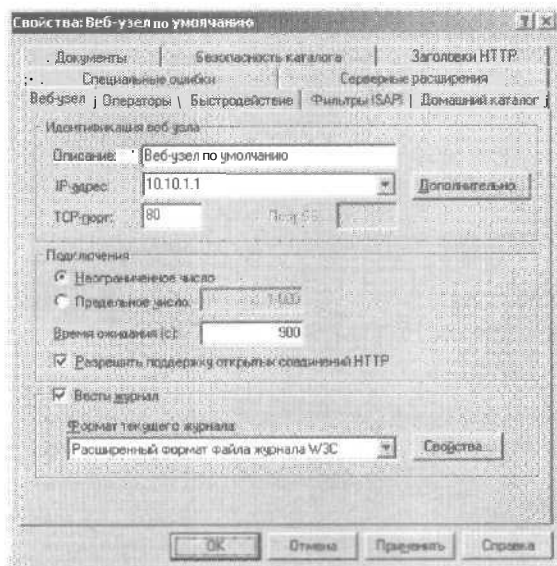 Свойства: Веб-узел по умолчанию
Документы | Безопасность каталога | Заголовки HTTP
Специальные ошибки | Серверные расширения
Веб-узел | Операторы | Быстродействие | Фильтры ISAPI | Домашний каталог
Идентификация веб-узла
Описание: Веб-узел по умолчанию
IP-адрес: 10.10.1.1 Дополнительно
TCP-порт: 80 Порт SS
Подключения
Неограниченное число
Предельное число:
Время ожидания (с): 900
Разрешить поддержку открытых соединений HTTP
Вести журнал
Формат текущего журнала:
Расширенный формат файла журнала W3C Свойства...
OK Отмена Применить Справка